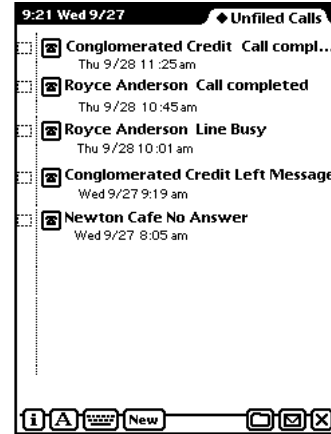 9:21 Wed 9/27 ◆ Unfiled Calls
Conglomerated Credit Call compl...
Thu 9/28 11:25 am
Royce Anderson Call completed
Thu 9/28 10:45 am
Royce Anderson Line Busy
Thu 9/28 10:01 am
Conglomerated Credit Left Message
Wed 9/27 9:19 am
Newton Cafe No Answer
Wed 9/27 8:05 am
i A New X